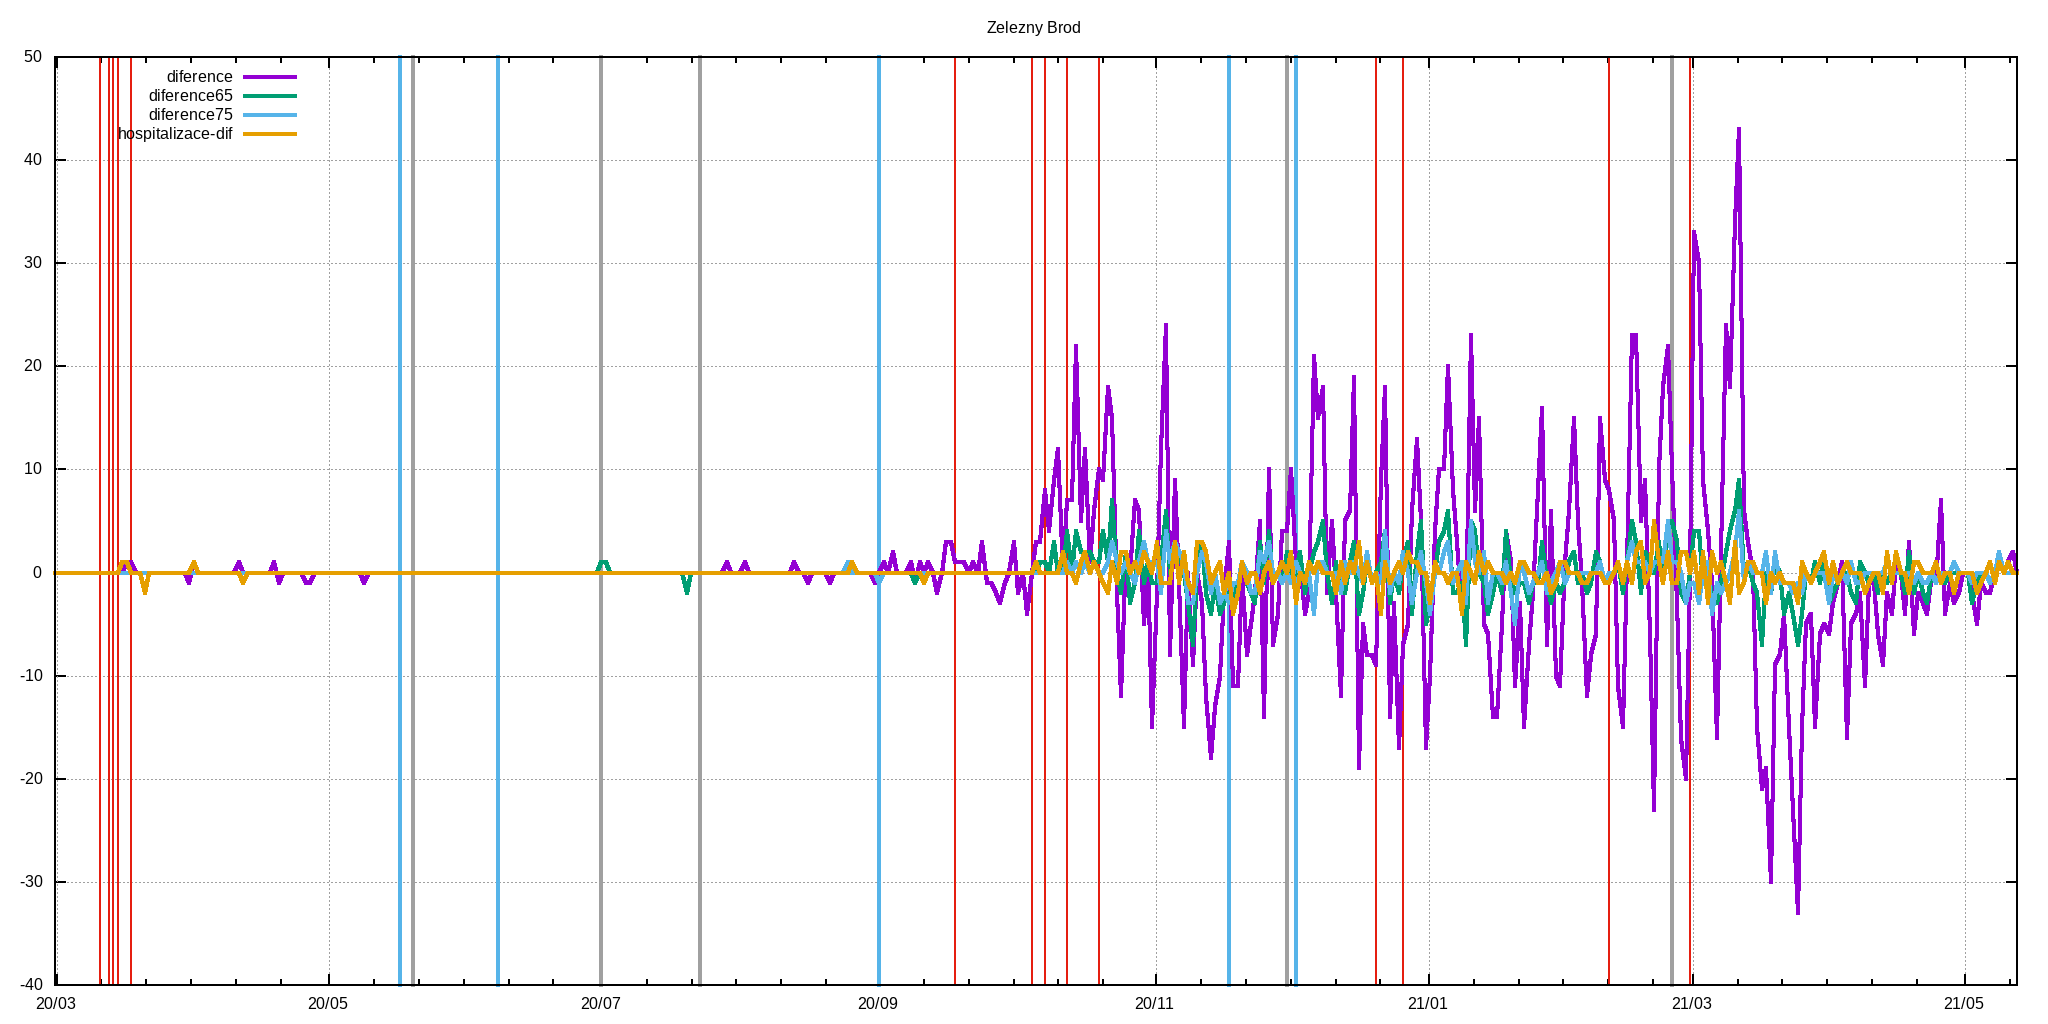 Zelezny Brod
50
40
30
20
10
0
-10
-20
-30
-40
diference
diference65
diference75
hospitalizace-dif
20/03 20/05 20/07 20/09 20/11 21/01 21/03 21/05